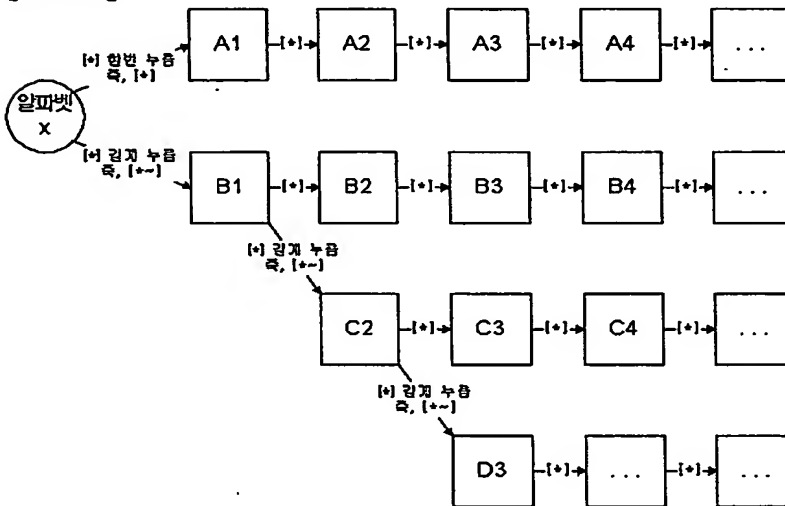 A1 [*] A2 [*] A3 [*] A4 [*] ...
[*] 한번 누름
즉, [*]
알파벳
X
[*] 길게 누름
즉, [*~]
B1 [*] B2 [*] B3 [*] B4 [*] ...
[*] 길게 누름
즉, [*~]
C2 [*] C3 [*] C4 [*] ...
[*] 길게 누름
즉, [*~]
D3 [*] ... [*] ...